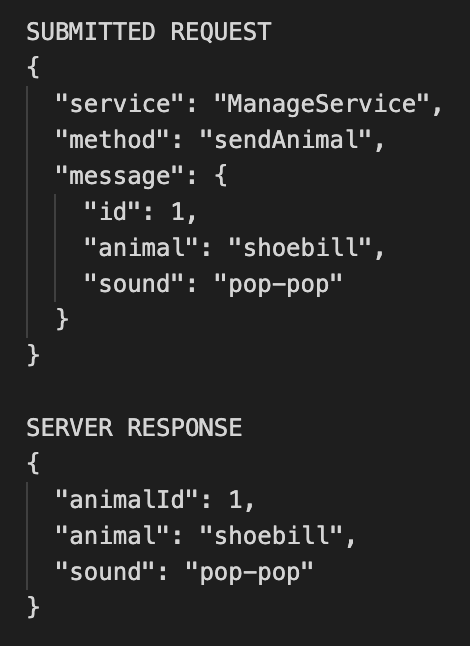 SUBMITTED REQUEST
{
"service": "ManageService",
"method": "sendAnimal",
"message": {
"id": 1,
"animal": "shoebill",
"sound": "pop-pop"
}
}
SERVER RESPONSE
{
"animalId": 1,
"animal": "shoebill",
"sound": "pop-pop"
}